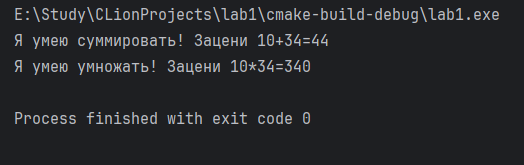 E:\Study\CLionProjects\lab1\cmake-build-debug\lab1.exe
Я умею суммировать! Зацени 10+34=44
Я умею умножать! Зацени 10*34=340
Process finished with exit code 0